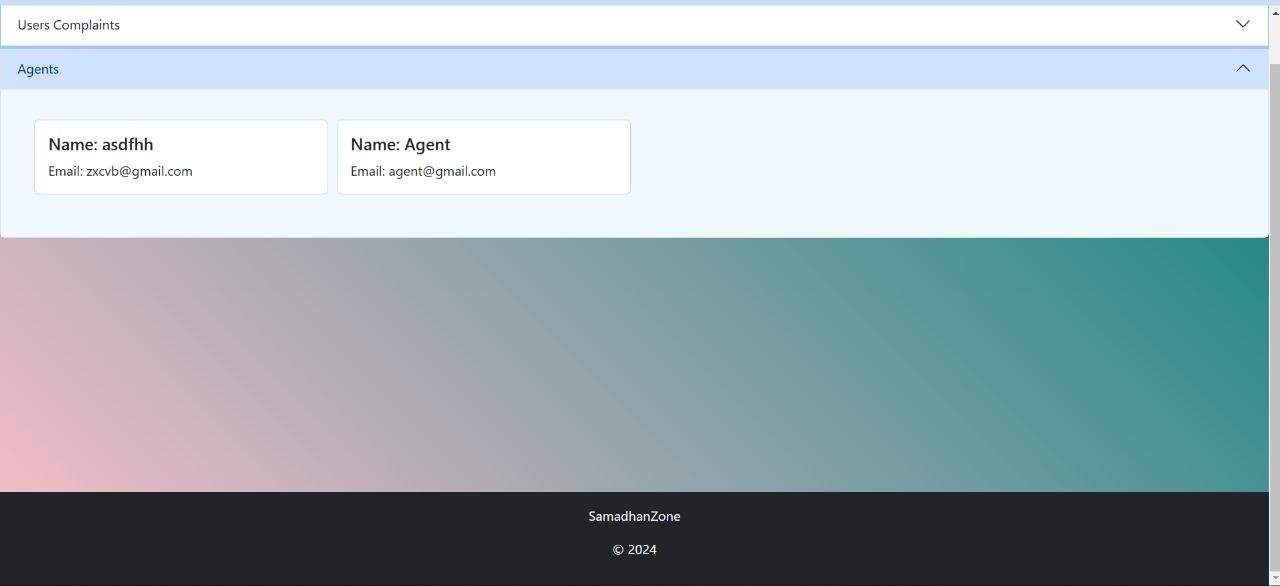 Users Complaints
Agents
Name: asdfhh
Email: zxcvb@gmail.com
Name: Agent
Email: agent@gmail.com
SamadhanZone
© 2024